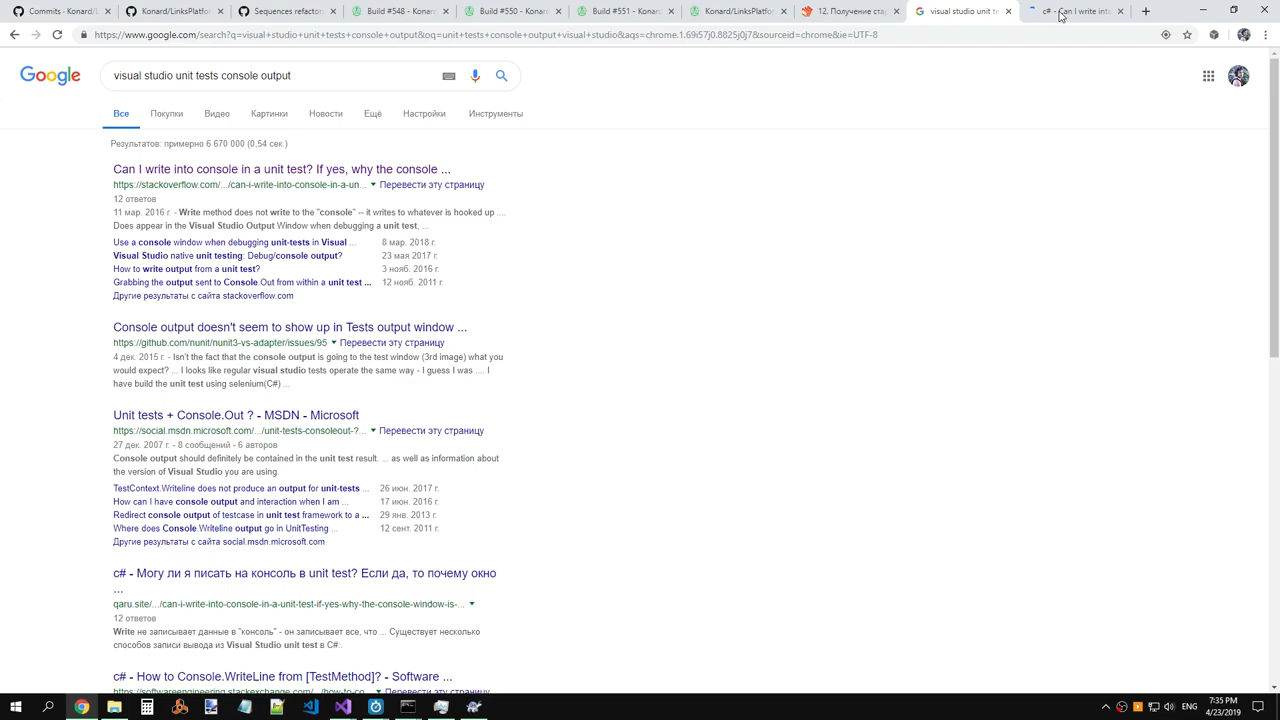 Commits · Konard/LinksPlatfo
Konard/LinksPlatfo
Sequences refactor
Build #548 - Konar
Build #550 - Konar
Konard/LinksPlatfo
12. Получение ста
visual studio unit te
c# - Can I write into
https://www.google.com/search?q=visual+studio+unit+tests+console+output&oq=unit+tests+console+output+visual+studio&aqs=chrome.1.69i57j0.8825j0j7&sourceid=chrome&ie=UTF-8
Google
visual studio unit tests console output
Все Покупки Видео Картинки Новости Ещё Настройки Инструменты
Результатов: примерно 6 670 000 (0,54 сек.)
Can I write into console in a unit test? If yes, why the console ...
https://stackoverflow.com/.../can-i-write-into-console-in-a-un... Перевести эту страницу
12 ответов
11 мар. 2016 г. - Write method does not write to the "console" -- it writes to whatever is hooked up ....
Does appear in the Visual Studio Output Window when debugging a unit test, ...
Use a console window when debugging unit-tests in Visual ... 8 мар. 2018 г.
Visual Studio native unit testing: Debug/console output? 23 мая 2017 г.
How to write output from a unit test? 3 нояб. 2016 г.
Grabbing the output sent to Console.Out from within a unit test ... 12 нояб. 2011 г.
Другие результаты с сайта stackoverflow.com
Console output doesn't seem to show up in Tests output window ...
https://github.com/nunit/nunit3-vs-adapter/issues/95 Перевести эту страницу
4 дек. 2015 г. - Isn't the fact that the console output is going to the test window (3rd image) what you
would expect? ... I looks like regular visual studio tests operate the same way - I guess I was .... I
have build the unit test using selenium(C#) ...
Unit tests + Console.Out ? - MSDN - Microsoft
https://social.msdn.microsoft.com/.../unit-tests-consoleout-?... Перевести эту страницу
27 дек. 2007 г. - 8 сообщений - 6 авторов
Console output should definitely be contained in the unit test result. ... as well as information about
the version of Visual Studio you are using.
TestContext.Writeline does not produce an output for unit-tests ... 26 июн. 2017 г.
How can I have console output and interaction when I am ... 17 июн. 2016 г.
Redirect console output of testcase in unit test framework to a ... 29 янв. 2013 г.
Where does Console.Writeline output go in UnitTesting ... 12 сент. 2011 г.
Другие результаты с сайта social.msdn.microsoft.com
c# - Могу ли я писать на консоль в unit test? Если да, то почему окно
...
qaru.site/.../can-i-write-into-console-in-a-unit-test-if-yes-why-the-console-window-is-...
12 ответов
Write не записывает данные в "консоль" - он записывает все, что ... Существует несколько
способов записи вывода из Visual Studio unit test в C#:.
c# - How to Console.WriteLine from [TestMethod]? - Software ...
https://softwareengineering.stackexchange.com/.../how-to-co... Перевести эту страницу
ENG
7:35 PM
4/23/2019